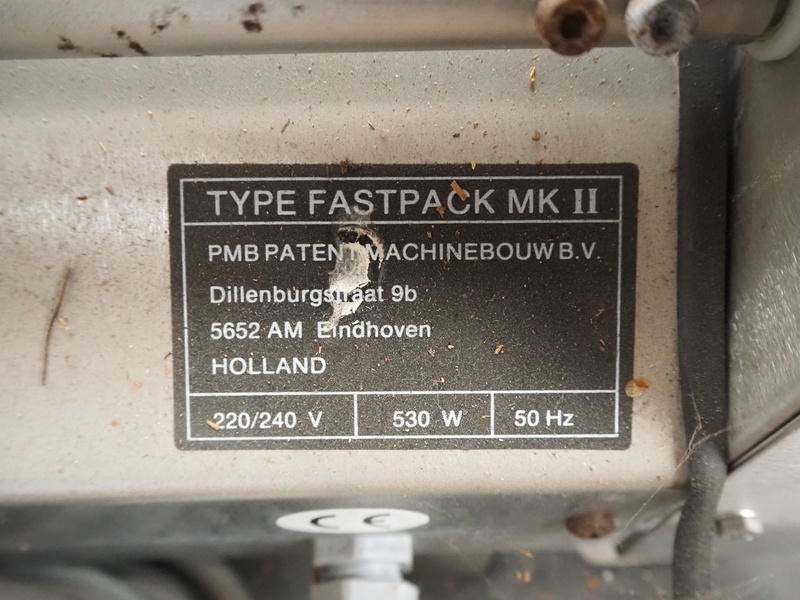 TYPE FASTPACK MK II
PMB PATENT MACHINEBOUW B.V.
Dillenburgstraat 9b
5652 AM Eindhoven
HOLLAND
220/240 V 530 W 50 Hz
CE